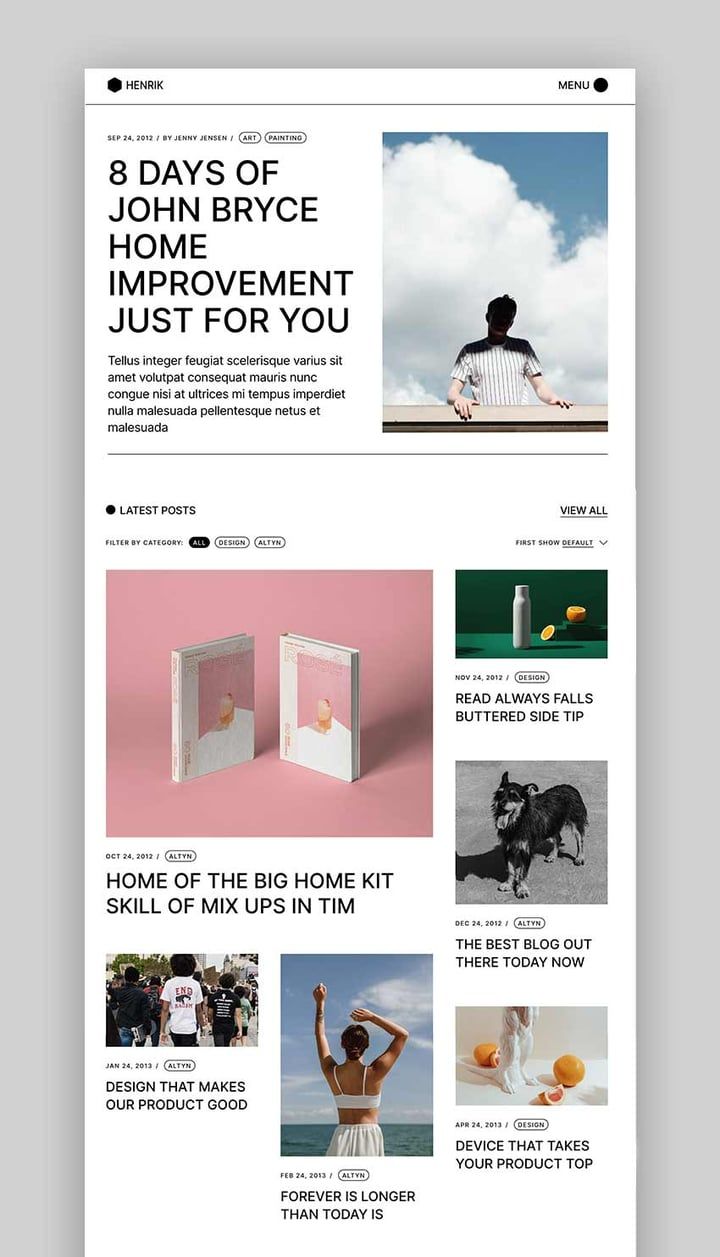 HENRIK
MENU
SEP 24, 2012 / BY JENNY JENSEN / ART PAINTING
8 DAYS OF
JOHN BRYCE
HOME
IMPROVEMENT
JUST FOR YOU
Tellus integer feugiat scelerisque varius sit
amet volutpat consequat mauris nunc
congue nisi at ultrices mi tempus imperdiet
nulla malesuada pellentesque netus et
malesuada
LATEST POSTS
VIEW ALL
FILTER BY CATEGORY: ALL DESIGN ALTYN
FIRST SHOW DEFAULT
ROSÉ
ROSÉ
OCT 24, 2012 / ALTYN
HOME OF THE BIG HOME KIT
SKILL OF MIX UPS IN TIM
NOV 24, 2012 / DESIGN
READ ALWAYS FALLS
BUTTERED SIDE TIP
DEC 24, 2012 / ALTYN
THE BEST BLOG OUT
THERE TODAY NOW
END
RACISM
JAN 24, 2013 / ALTYN
DESIGN THAT MAKES
OUR PRODUCT GOOD
FEB 24, 2013 / ALTYN
FOREVER IS LONGER
THAN TODAY IS
APR 24, 2013 / DESIGN
DEVICE THAT TAKES
YOUR PRODUCT TOP